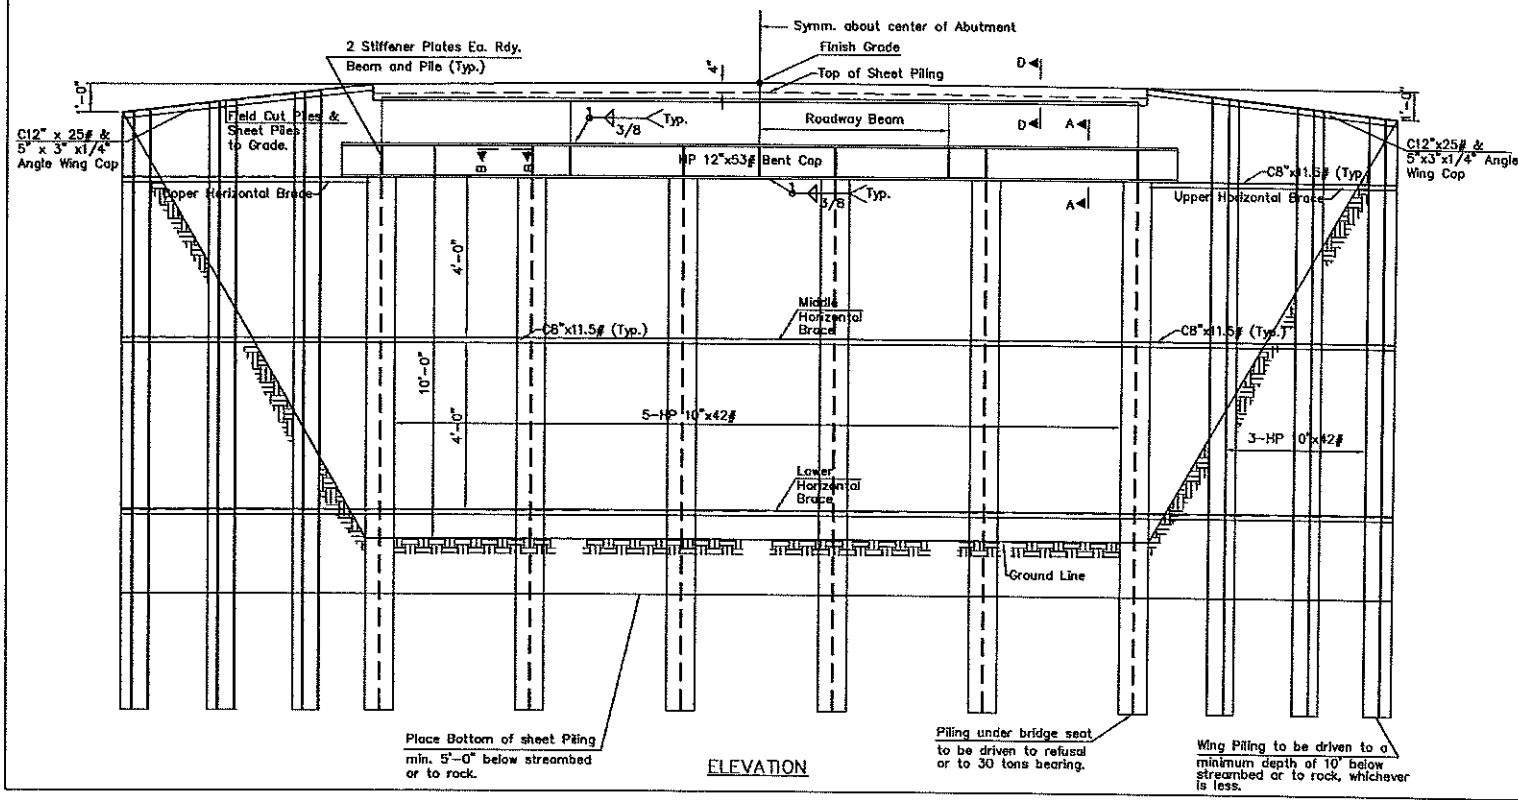 Symm. about center of Abutment
2 Stiffener Plates Ea. Rdy.
Beam and Pile (Typ.)
Finish Grade
4"
Top of Sheet Piling
D
1'-0"
Field Cut Piles &
Sheet Piles
to Grade.
3/8
Typ.
Roadway Beam
D
A
C12" x 25# &
5" x 3" x1/4"
Angle Wing Cap
C12"x25# &
5"x3"x1/4" Angle
Wing Cap
B
B
HP 12"x53# Bent Cap
C8"x11.5# (Typ.
Upper Horizontal Brace
3/8
Typ.
A
Upper Horizontal Brace
4'-0"
Middle
Horizontal
Brace
C8"x11.5# (Typ.)
C8"x11.5# (Typ.)
10'-0"
4'-0"
5-HP 10"x42#
3-HP 10"x42#
Lower
Horizontal
Brace
Ground Line
Place Bottom of sheet Piling
min. 5'-0" below streambed
or to rock.
ELEVATION
Piling under bridge seat
to be driven to refusal
or to 30 tons bearing.
Wing Piling to be driven to a
minimum depth of 10' below
streambed or to rock, whichever
is less.